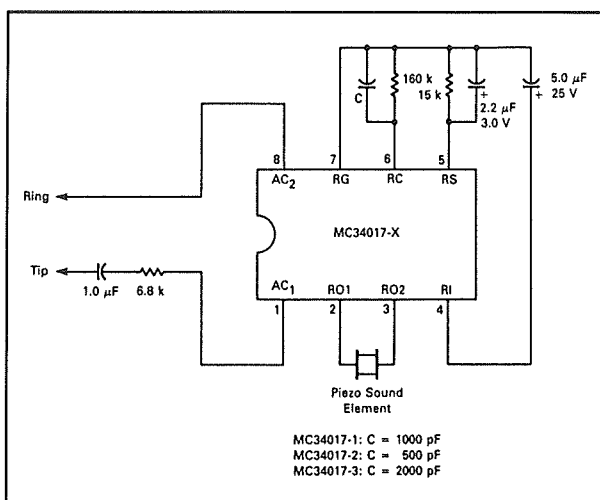 160 k
15 k
C
+
2.2 μF
3.0 V
5.0 μF
+ 25 V
8 7 6 5
AC2 RG RC RS
Ring
MC34017-X
Tip
1.0 μF 6.8 k
AC1 RO1 RO2 RI
1 2 3 4
Piezo Sound
Element
MC34017-1: C = 1000 pF
MC34017-2: C = 500 pF
MC34017-3: C = 2000 pF